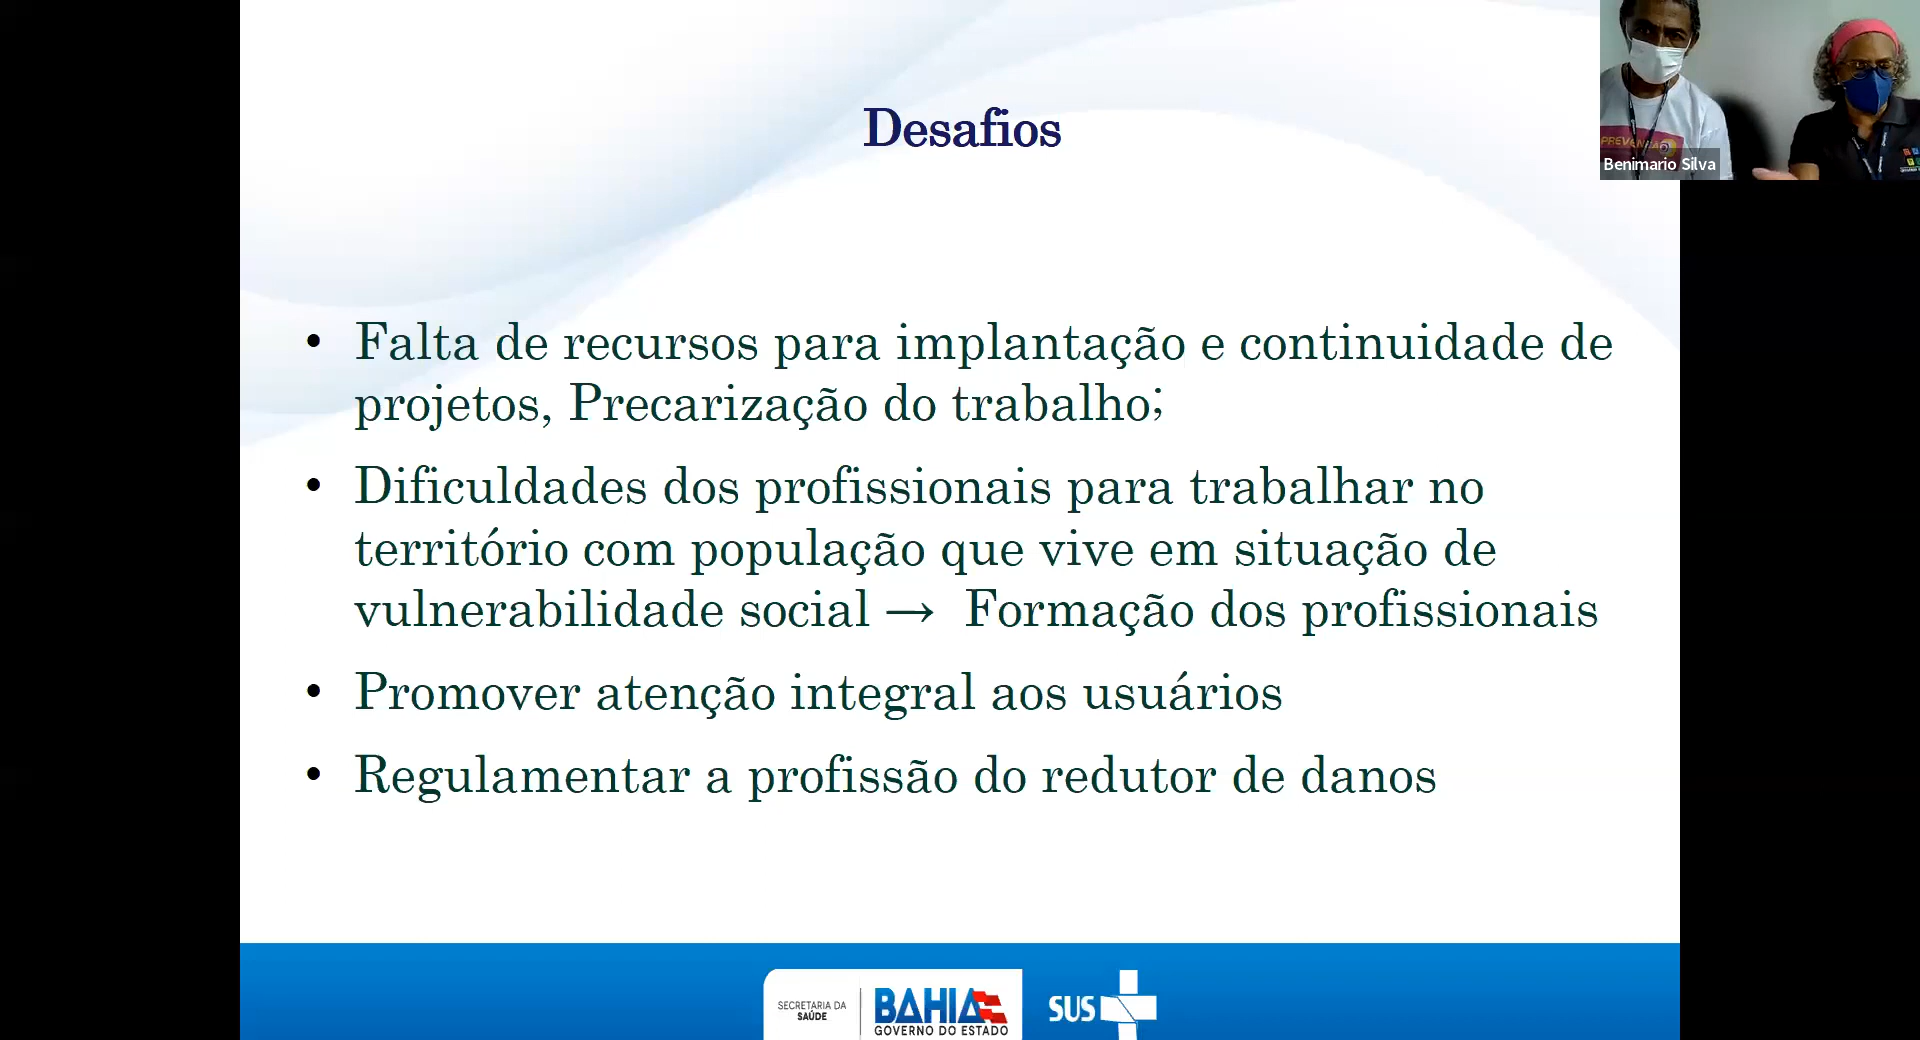 Desafios
PREVENÇÃO
Benimario Silva
• Falta de recursos para implantação e continuidade de
projetos, Precarização do trabalho;
• Dificuldades dos profissionais para trabalhar no
território com população que vive em situação de
vulnerabilidade social → Formação dos profissionais
• Promover atenção integral aos usuários
• Regulamentar a profissão do redutor de danos
SECRETARIA DA
SAÚDE
BAHIA
GOVERNO DO ESTADO
SUS